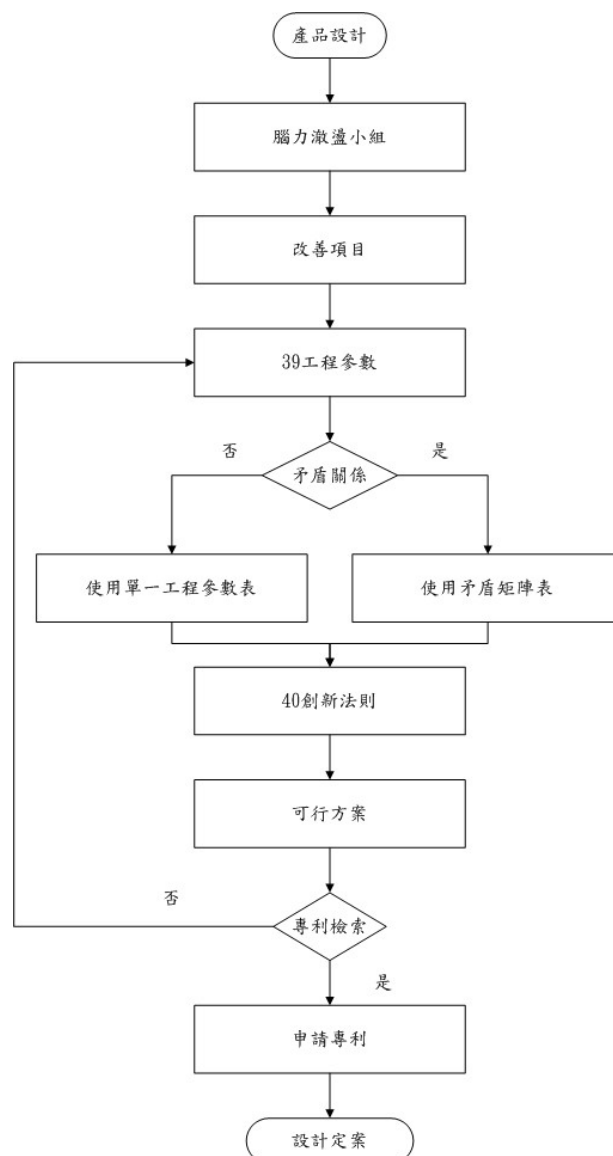 產品設計
腦力激盪小組
改善項目
39工程參數
否
是
矛盾關係
使用單一工程參數表
使用矛盾矩陣表
40創新法則
可行方案
否
專利檢索
是
申請專利
設計定案